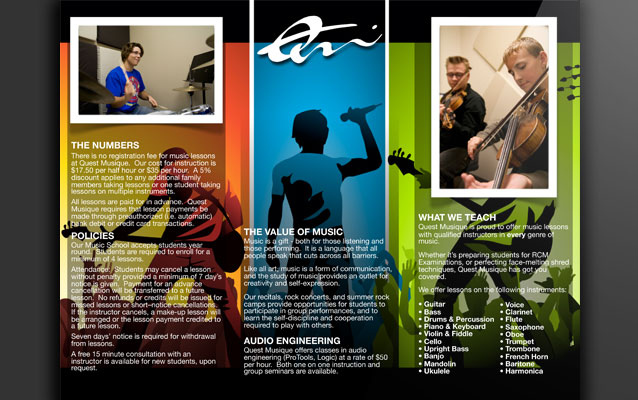 THE NUMBERS
There is no registration fee for music lessons
at Quest Musique. Our cost for instruction is
$17.50 per half hour or $35 per hour. A 5%
discount applies to any additional family
members taking lessons or one student taking
lessons on multiple instruments.
All lessons are paid for in advance. Quest
Musique requires that lesson payments be
made through preauthorized (i.e. automatic)
bank debit or credit card transactions.
POLICIES
Our Music School accepts students year
round. Students are required to enroll for a
minimum of 4 lessons.
Attendance: Students may cancel a lesson
without penalty provided a minimum of 7 day's
notice is given. Payment for an advance
cancellation will be transferred to a future
lesson. No refunds or credits will be issued for
missed lessons or short-notice cancellations.
If the instructor cancels, a make-up lesson will
be arranged or the lesson payment credited to
a future lesson.
Seven days' notice is required for withdrawal
from lessons.
A free 15 minute consultation with an
instructor is available for new students, upon
request.
THE VALUE OF MUSIC
Music is a gift - both for those listening and
those performing. It is a language that all
people speak that cuts across all barriers.
Like all art, music is a form of communication,
and the study of music provides an outlet for
creativity and self-expression.
Our recitals, rock concerts, and summer rock
camps provide opportunities for students to
participate in group performances, and to
learn the self-discipline and cooperation
required to play with others.
AUDIO ENGINEERING
Quest Musique offers classes in audio
engineering (ProTools, Logic) at a rate of $50
per hour. Both one on one instruction and
group seminars are available.
WHAT WE TEACH
Quest Musique is proud to offer music lessons
with qualified instructors in every genre of
music.
Whether it's preparing students for RCM
Examinations, or perfecting face-melting shred
techniques, Quest Musique has got you
covered.
We offer lessons on the following instruments:
• Guitar
• Bass
• Drums & Percussion
• Piano & Keyboard
• Violin & Fiddle
• Cello
• Upright Bass
• Banjo
• Mandolin
• Ukulele
• Voice
• Clarinet
• Flute
• Saxophone
• Oboe
• Trumpet
• Trombone
• French Horn
• Baritone
• Harmonica